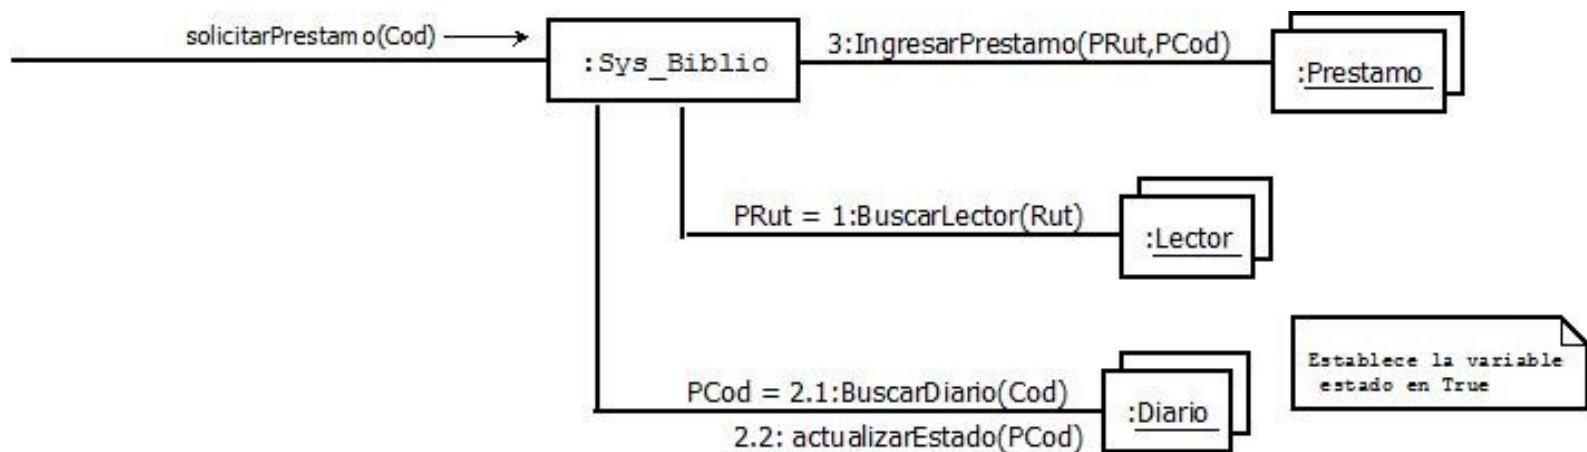 solicitarPrestamo(Cod)
:Sys_Biblio
3:IngresarPrestamo(PRut,PCod)
:Prestamo
PRut = 1:BuscarLector(Rut)
:Lector
Establece la variable
estado en True
PCod = 2.1:BuscarDiario(Cod)
:Diario
2.2: actualizarEstado(PCod)